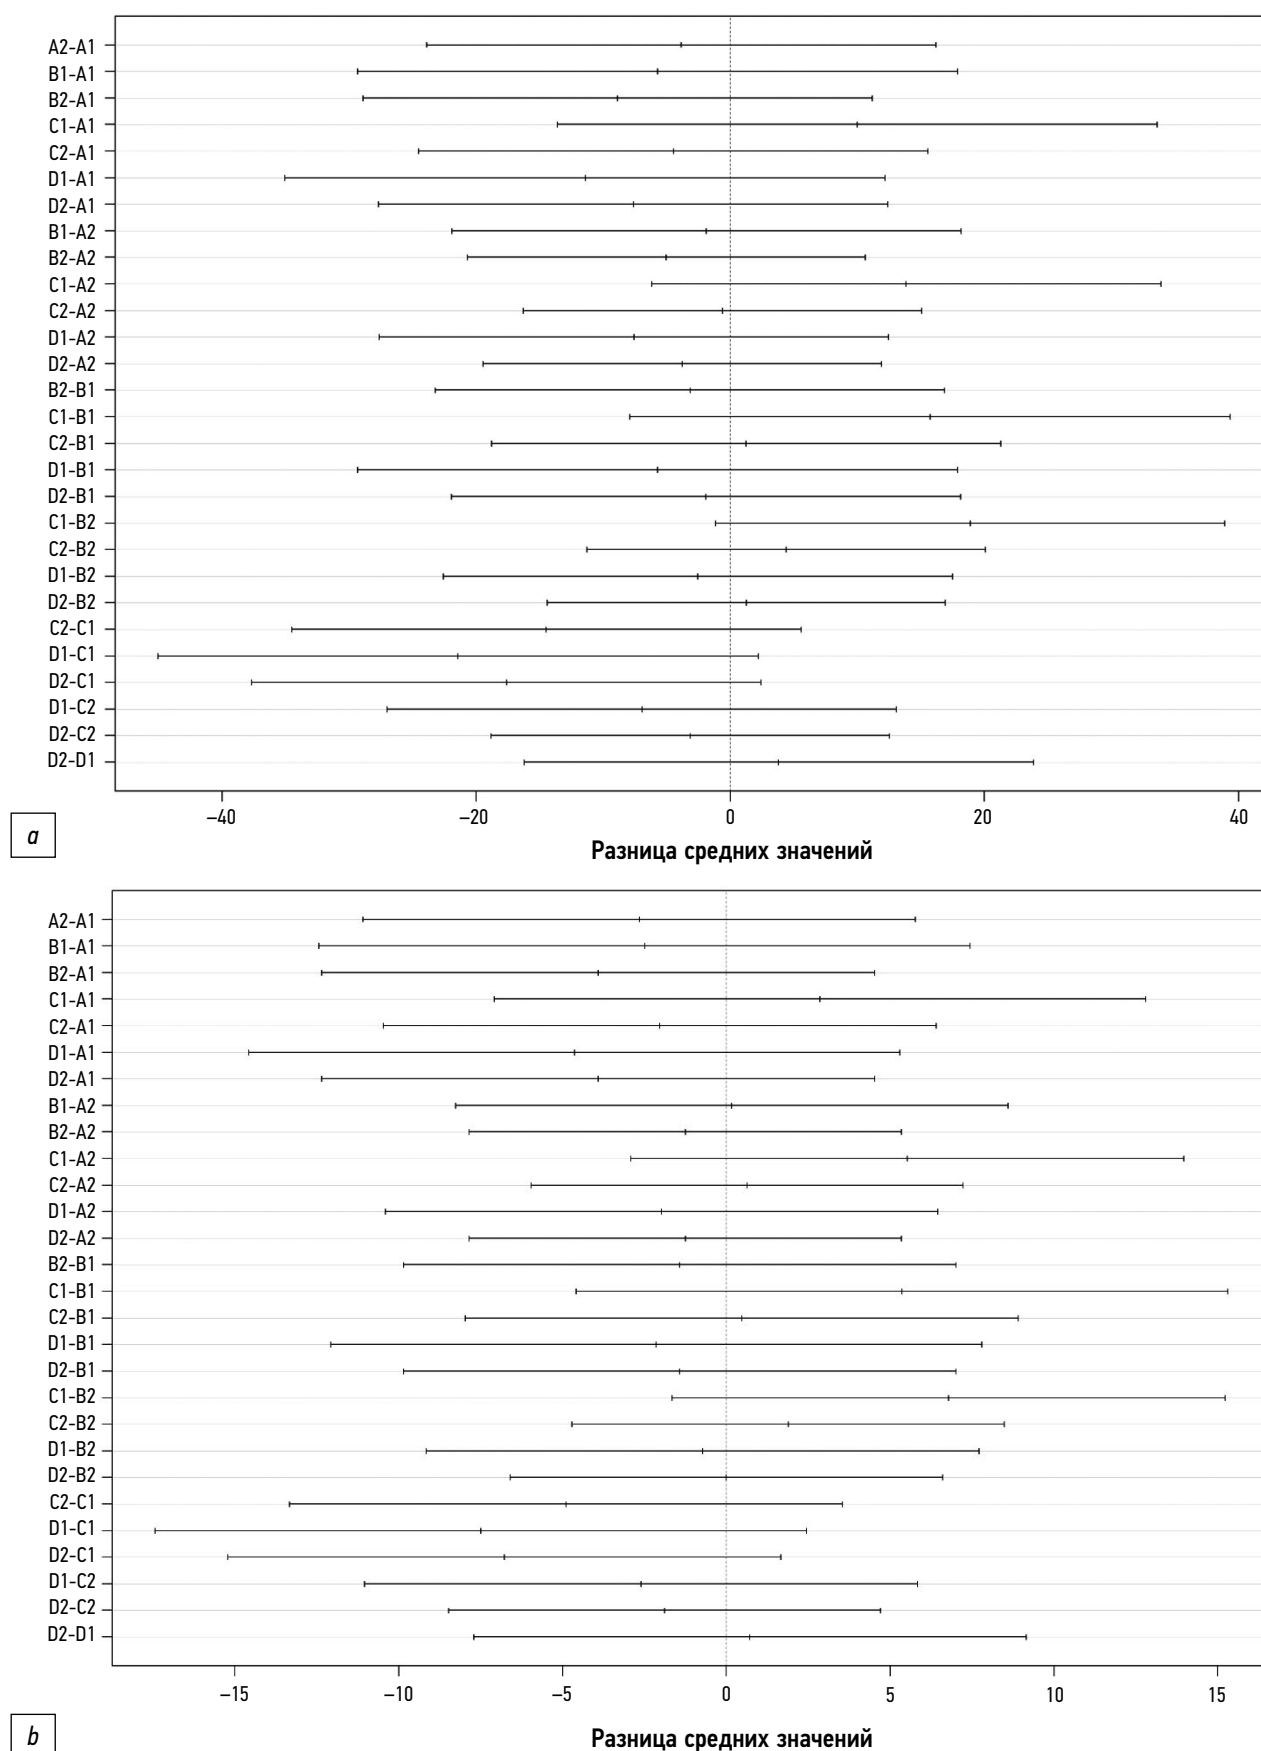 A2-A1
B1-A1
B2-A1
C1-A1
C2-A1
D1-A1
D2-A1
B1-A2
B2-A2
C1-A2
C2-A2
D1-A2
D2-A2
B2-B1
C1-B1
C2-B1
D1-B1
D2-B1
C1-B2
C2-B2
D1-B2
D2-B2
C2-C1
D1-C1
D2-C1
D1-C2
D2-C2
D2-D1
–40 –20 0 20 40
a
Разница средних значений
A2-A1
B1-A1
B2-A1
C1-A1
C2-A1
D1-A1
D2-A1
B1-A2
B2-A2
C1-A2
C2-A2
D1-A2
D2-A2
B2-B1
C1-B1
C2-B1
D1-B1
D2-B1
C1-B2
C2-B2
D1-B2
D2-B2
C2-C1
D1-C1
D2-C1
D1-C2
D2-C2
D2-D1
–15 –10 –5 0 5 10 15
b
Разница средних значений